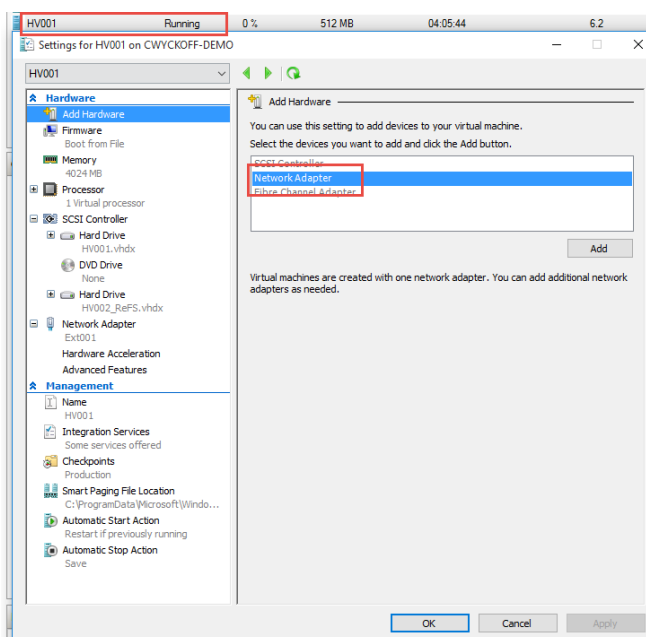 HV001 Running 0 % 512 MB 04:05:44 6.2
Settings for HV001 on CWYCKOFF-DEMO
HV001
Hardware
Add Hardware
Firmware
Boot from File
Memory
4024 MB
Processor
1 Virtual processor
SCSI Controller
Hard Drive
HV001.vhdx
DVD Drive
None
Hard Drive
HV002_ReFS.vhdx
Network Adapter
Ext001
Hardware Acceleration
Advanced Features
Management
Name
HV001
Integration Services
Some services offered
Checkpoints
Production
Smart Paging File Location
C:\ProgramData\Microsoft\Windo...
Automatic Start Action
Restart if previously running
Automatic Stop Action
Save
Add Hardware
You can use this setting to add devices to your virtual machine.
Select the devices you want to add and click the Add button.
SCSI Controller
Network Adapter
Fibre Channel Adapter
Add
Virtual machines are created with one network adapter. You can add additional network
adapters as needed.
OK Cancel Apply